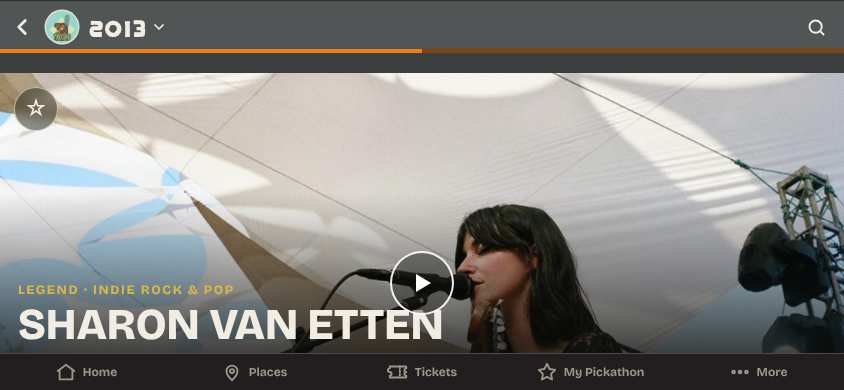 2013
LEGEND · INDIE ROCK & POP
SHARON VAN ETTEN
Home
Places
Tickets
My Pickathon
More